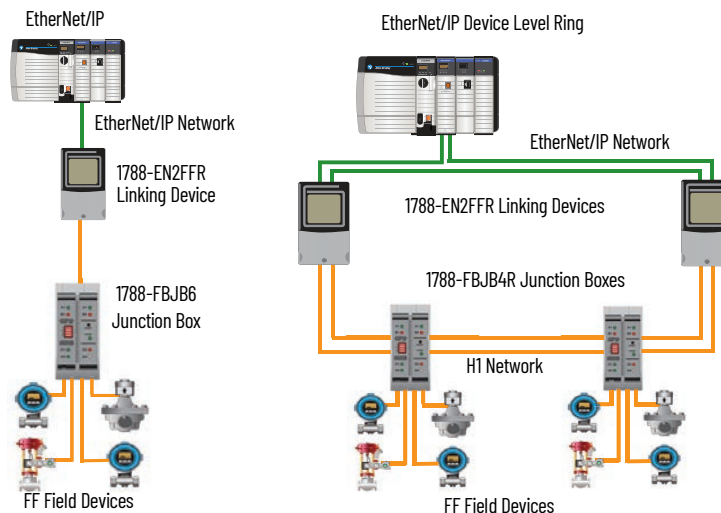 EtherNet/IP
EtherNet/IP Network
1788-EN2FFR
Linking Device
1788-FBJB6
Junction Box
FF Field Devices
EtherNet/IP Device Level Ring
EtherNet/IP Network
1788-EN2FFR Linking Devices
1788-FBJB4R Junction Boxes
H1 Network
FF Field Devices